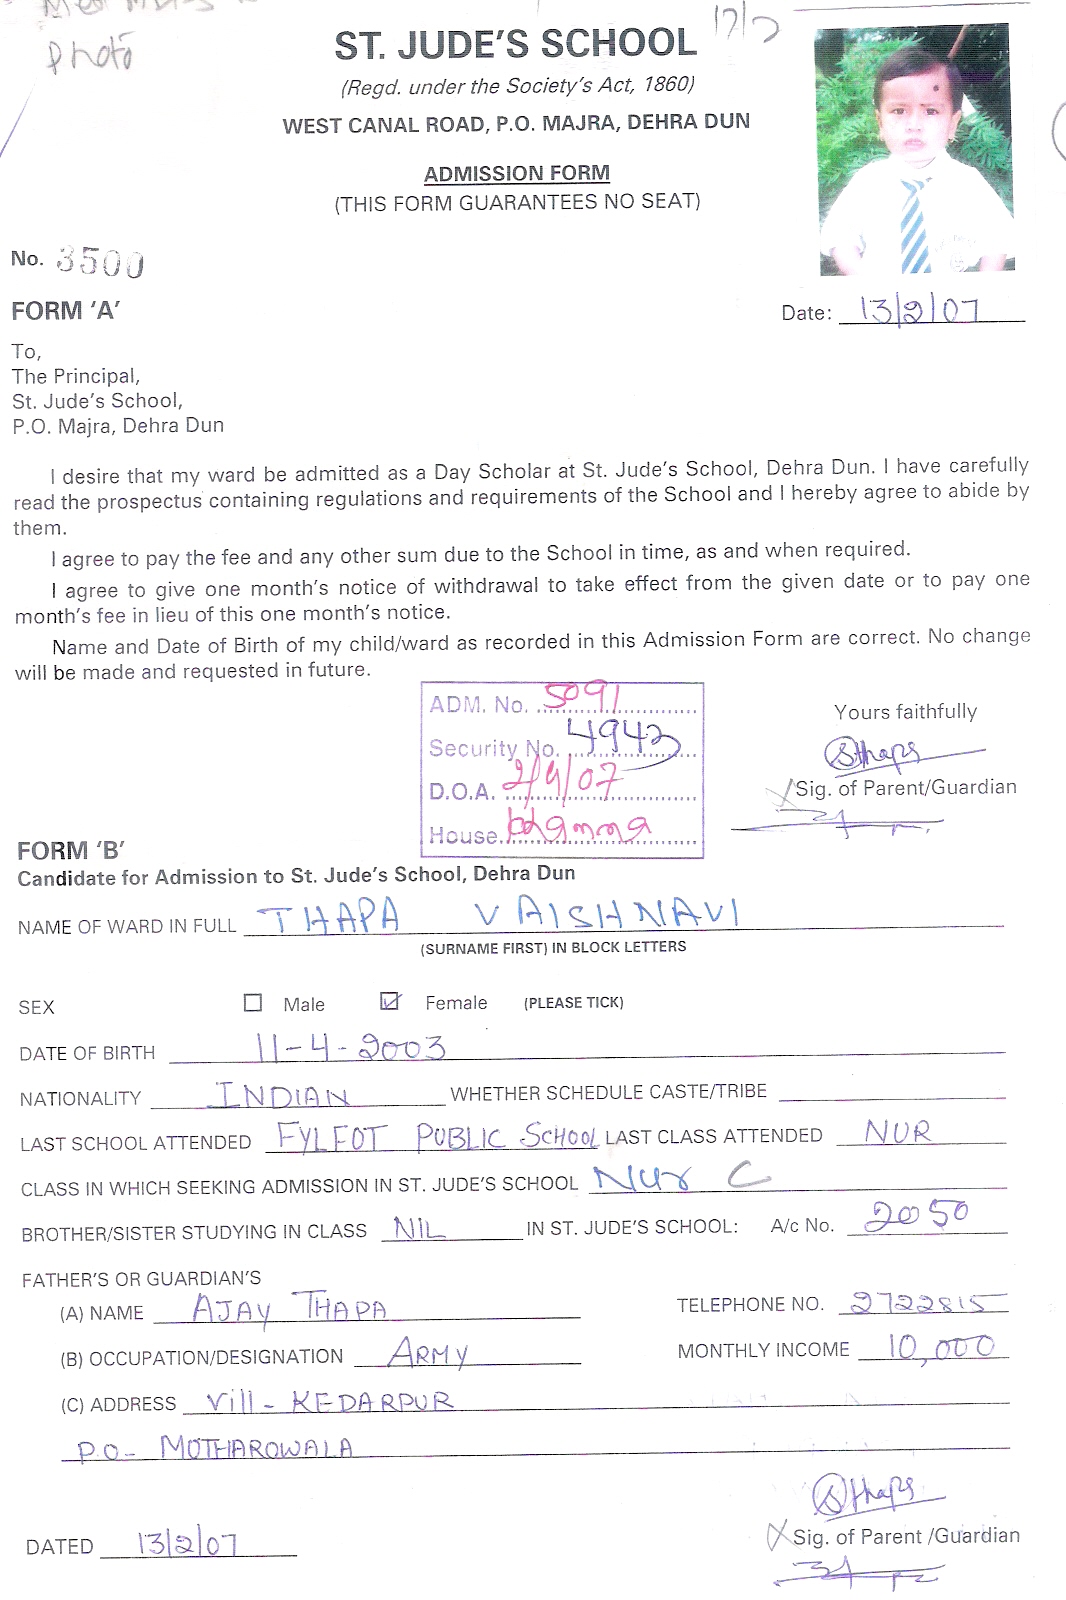 Photo
17/2
ST. JUDE'S SCHOOL
(Regd. under the Society's Act, 1860)
WEST CANAL ROAD, P.O. MAJRA, DEHRA DUN
ADMISSION FORM
(THIS FORM GUARANTEES NO SEAT)
No. 3500
FORM 'A'
Date: 13/2/07
To,
The Principal,
St. Jude's School,
P.O. Majra, Dehra Dun
I desire that my ward be admitted as a Day Scholar at St. Jude's School, Dehra Dun. I have carefully
read the prospectus containing regulations and requirements of the School and I hereby agree to abide by
them.
I agree to pay the fee and any other sum due to the School in time, as and when required.
I agree to give one month's notice of withdrawal to take effect from the given date or to pay one
month's fee in lieu of this one month's notice.
Name and Date of Birth of my child/ward as recorded in this Admission Form are correct. No change
will be made and requested in future.
ADM. No. 5091
Security No. 4943
D.O.A. 2/4/07
House
Yours faithfully
Sthapa
Sig. of Parent/Guardian
FORM 'B'
Candidate for Admission to St. Jude's School, Dehra Dun
NAME OF WARD IN FULL THAPA VAISHNAVI
(SURNAME FIRST) IN BLOCK LETTERS
SEX Male Female (PLEASE TICK)
DATE OF BIRTH 11-4-2003
NATIONALITY INDIAN WHETHER SCHEDULE CASTE/TRIBE
LAST SCHOOL ATTENDED FYLFOT PUBLIC SCHOOL LAST CLASS ATTENDED NUR
CLASS IN WHICH SEEKING ADMISSION IN ST. JUDE'S SCHOOL Nur C
BROTHER/SISTER STUDYING IN CLASS NIL IN ST. JUDE'S SCHOOL: A/c No. 2050
FATHER'S OR GUARDIAN'S
(A) NAME AJAY THAPA TELEPHONE NO. 2722815
(B) OCCUPATION/DESIGNATION ARMY MONTHLY INCOME 10,000
(C) ADDRESS Vill- KEDARPUR
P.O- MOTHAROWALA
Sthapa
DATED 13/2/07 Sig. of Parent /Guardian